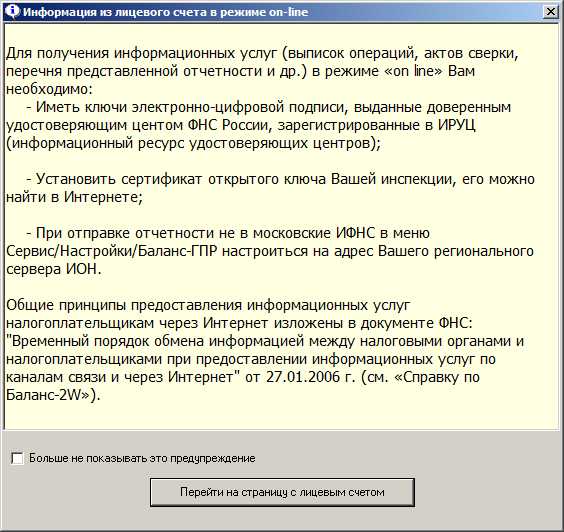 Информация из лицевого счета в режиме on-line
Для получения информационных услуг (выписок операций, актов сверки,
перечня представленной отчетности и др.) в режиме «on line» Вам
необходимо:
- Иметь ключи электронно-цифровой подписи, выданные доверенным
удостоверяющим центом ФНС России, зарегистрированные в ИРУЦ
(информационный ресурс удостоверяющих центров);
- Установить сертификат открытого ключа Вашей инспекции, его можно
найти в Интернете;
- При отправке отчетности не в московские ИФНС в меню
Сервис/Настройки/Баланс-ГПР настроиться на адрес Вашего регионального
сервера ИОН.
Общие принципы предоставления информационных услуг
налогоплательщикам через Интернет изложены в документе ФНС:
"Временный порядок обмена информацией между налоговыми органами и
налогоплательщиками при предоставлении информационных услуг по
каналам связи и через Интернет" от 27.01.2006 г. (см. «Справку по
Баланс-2W»).
Больше не показывать это предупреждение
Перейти на страницу с лицевым счетом